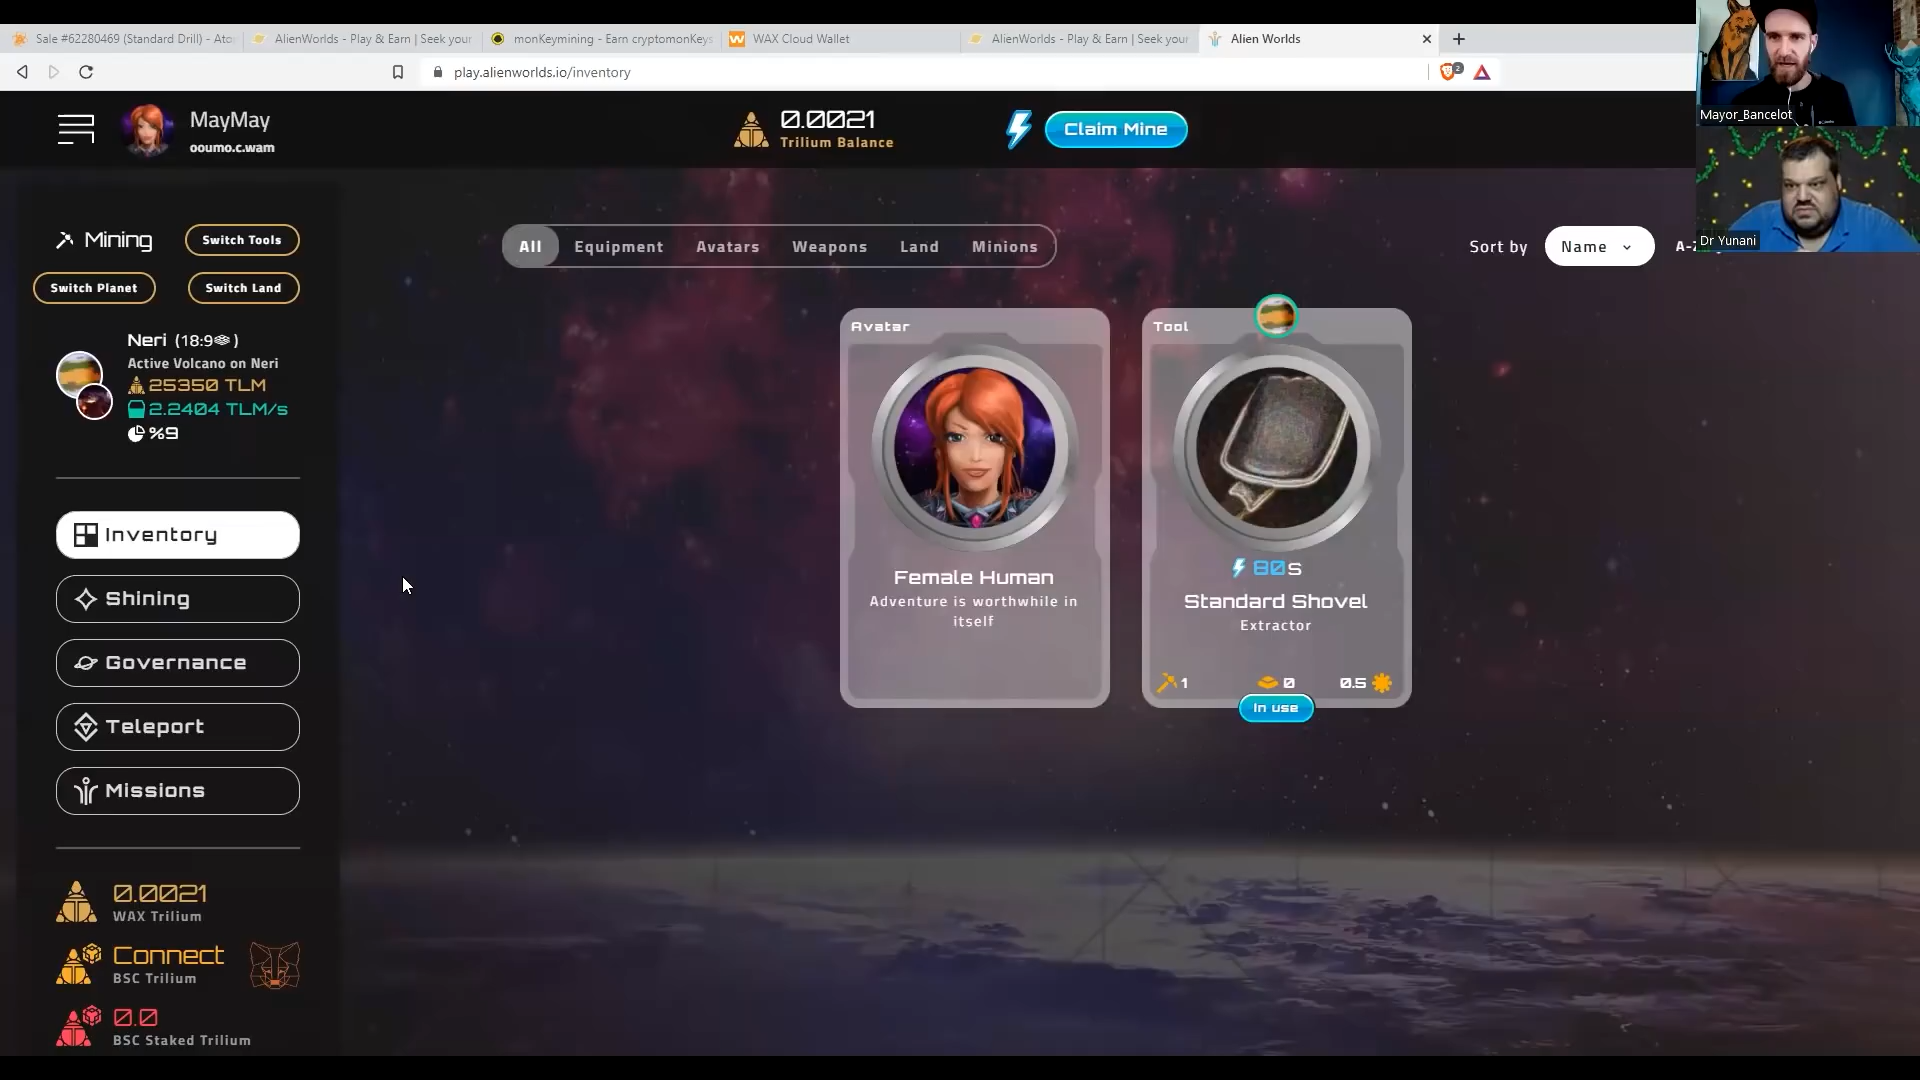 Sale #62280469 (Standard Drill) - Ato
AlienWorlds - Play & Earn | Seek your
monKeymining - Earn cryptomonKeys
WAX Cloud Wallet
AlienWorlds - Play & Earn | Seek your
Alien Worlds
play.alienworlds.io/inventory
2
MayMay
ooumo.c.wam
0.0021
Trilium Balance
Claim Mine
Mayor_Bancelot
Dr Yunani
Mining
Switch Tools
Switch Planet
Switch Land
Neri (18:9)
Active Volcano on Neri
25350 TLM
2.2404 TLM/s
%9
All
Equipment
Avatars
Weapons
Land
Minions
Sort by
Name
Avatar
Female Human
Adventure is worthwhile in
itself
Tool
80s
Standard Shovel
Extractor
1
0
0.5
In use
Inventory
Shining
Governance
Teleport
Missions
0.0021
WAX Trilium
Connect
BSC Trilium
0.0
BSC Staked Trilium